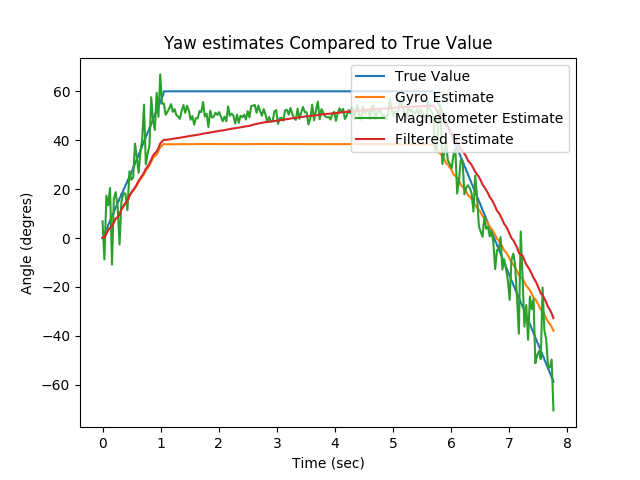 Yaw estimates Compared to True Value
True Value
Gyro Estimate
Magnetometer Estimate
Filtered Estimate
60
40
20
0
−20
−40
−60
Angle (degres)
0 1 2 3 4 5 6 7 8
Time (sec)